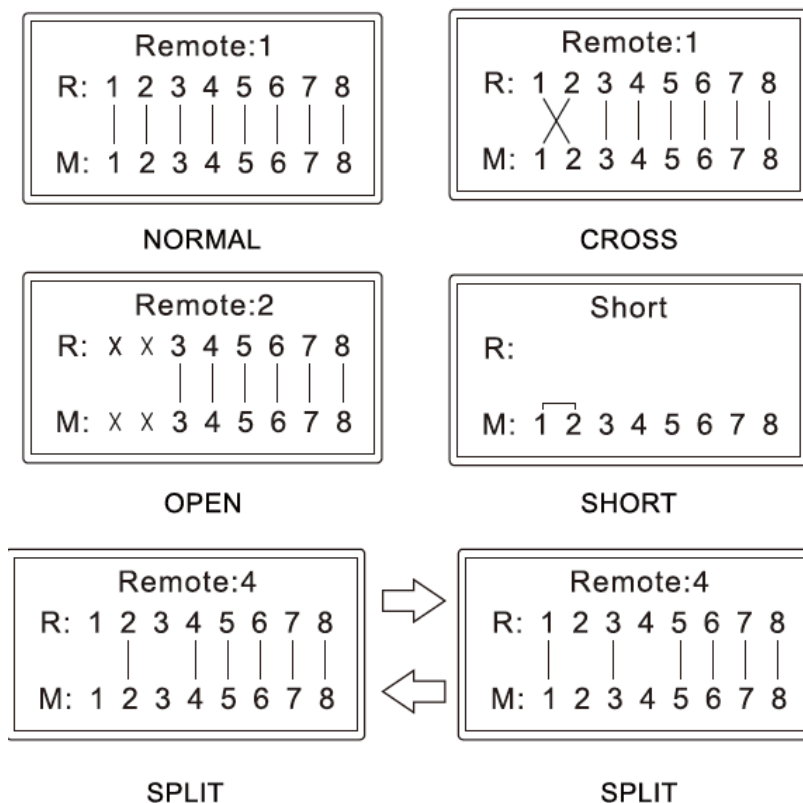 Remote:1
R: 1 2 3 4 5 6 7 8
M: 1 2 3 4 5 6 7 8
NORMAL
Remote:1
R: 1 2 3 4 5 6 7 8
M: 1 2 3 4 5 6 7 8
CROSS
Remote:2
R: X X 3 4 5 6 7 8
M: X X 3 4 5 6 7 8
OPEN
Short
R:
M: 1 2 3 4 5 6 7 8
SHORT
Remote:4
R: 1 2 3 4 5 6 7 8
M: 1 2 3 4 5 6 7 8
SPLIT
Remote:4
R: 1 2 3 4 5 6 7 8
M: 1 2 3 4 5 6 7 8
SPLIT